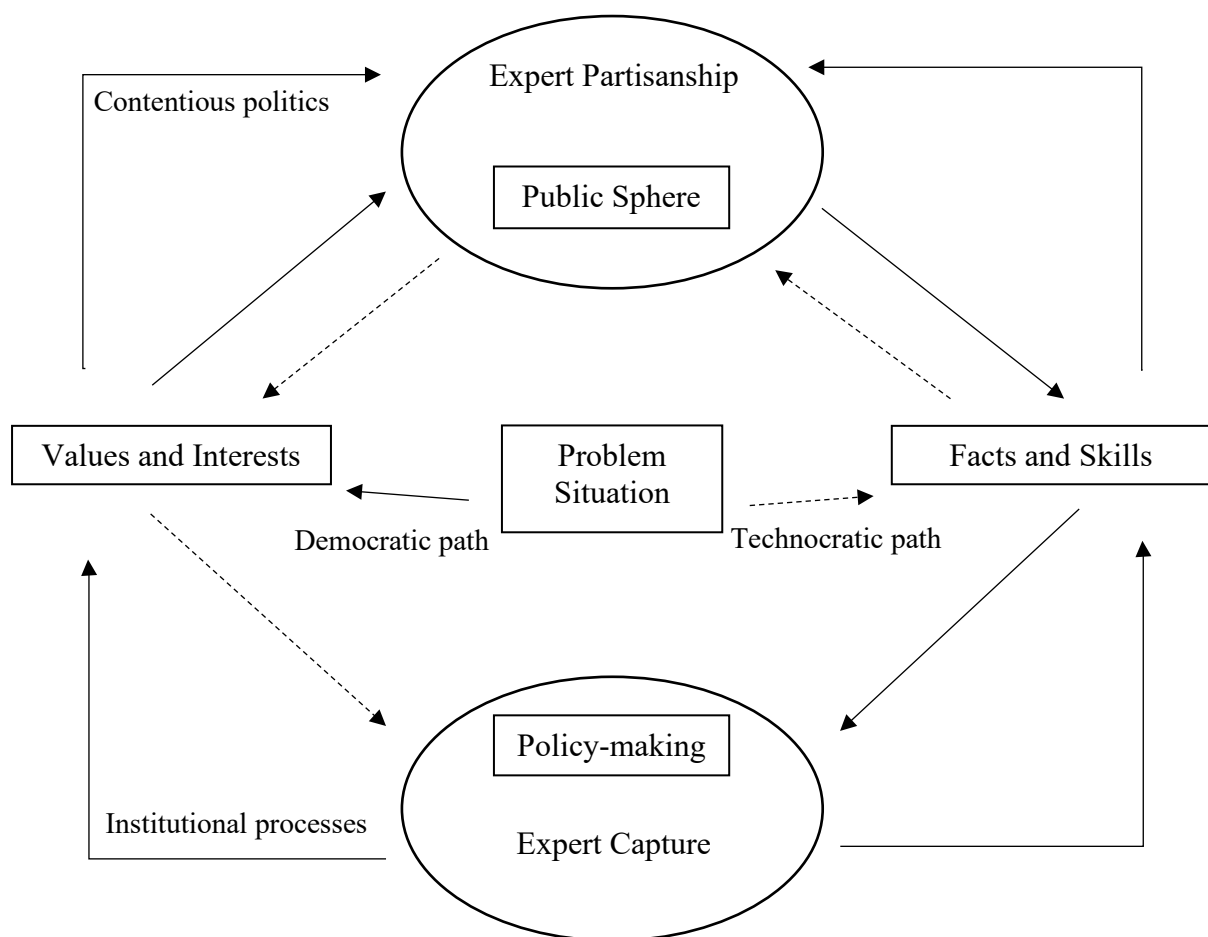 Expert Partisanship
Contentious politics
Public Sphere
Values and Interests
Problem
Situation
Facts and Skills
Democratic path
Technocratic path
Policy-making
Institutional processes
Expert Capture